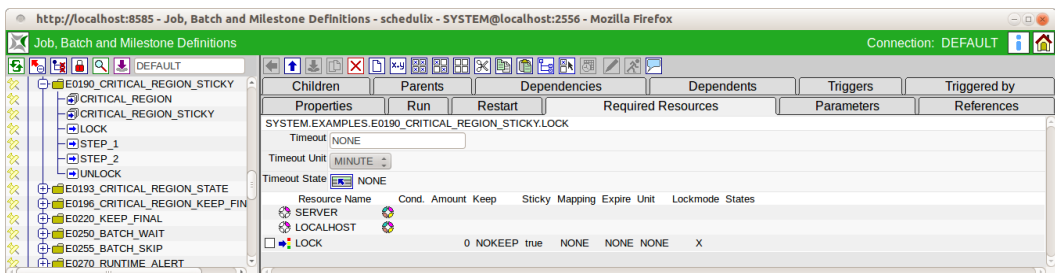 http://localhost:8585 - Job, Batch and Milestone Definitions - schedulix - SYSTEM@localhost:2556 - Mozilla Firefox
Job, Batch and Milestone Definitions
Connection: DEFAULT
DEFAULT
E0190_CRITICAL_REGION_STICKY
CRITICAL_REGION
CRITICAL_REGION_STICKY
LOCK
STEP_1
STEP_2
UNLOCK
E0193_CRITICAL_REGION_STATE
E0196_CRITICAL_REGION_KEEP_FIN
E0220_KEEP_FINAL
E0250_BATCH_WAIT
E0255_BATCH_SKIP
E0270_RUNTIME_ALERT
Children Parents Dependencies Dependents Triggers Triggered by
Properties Run Restart Required Resources Parameters References
SYSTEM.EXAMPLES.E0190_CRITICAL_REGION_STICKY.LOCK
Timeout NONE
Timeout Unit MINUTE
Timeout State NONE
Resource Name Cond. Amount Keep Sticky Mapping Expire Unit Lockmode States
SERVER
LOCALHOST
LOCK 0 NOKEEP true NONE NONE NONE X